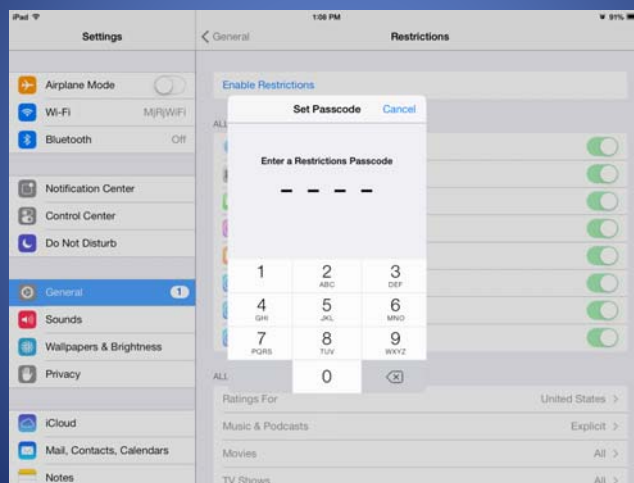 iPad 1:08 PM 91%
Settings
General Restrictions
Airplane Mode
Wi-Fi MjRjWiFi
Bluetooth Off
Notification Center
Control Center
Do Not Disturb
General 1
Sounds
Wallpapers & Brightness
Privacy
iCloud
Mail, Contacts, Calendars
Notes
Enable Restrictions
ALL
Set Passcode Cancel
Enter a Restrictions Passcode
1 2 3
ABC DEF
4 5 6
GHI JKL MNO
7 8 9
PQRS TUV WXYZ
0
ALL
Ratings For United States >
Music & Podcasts Explicit >
Movies All >
TV Shows All >